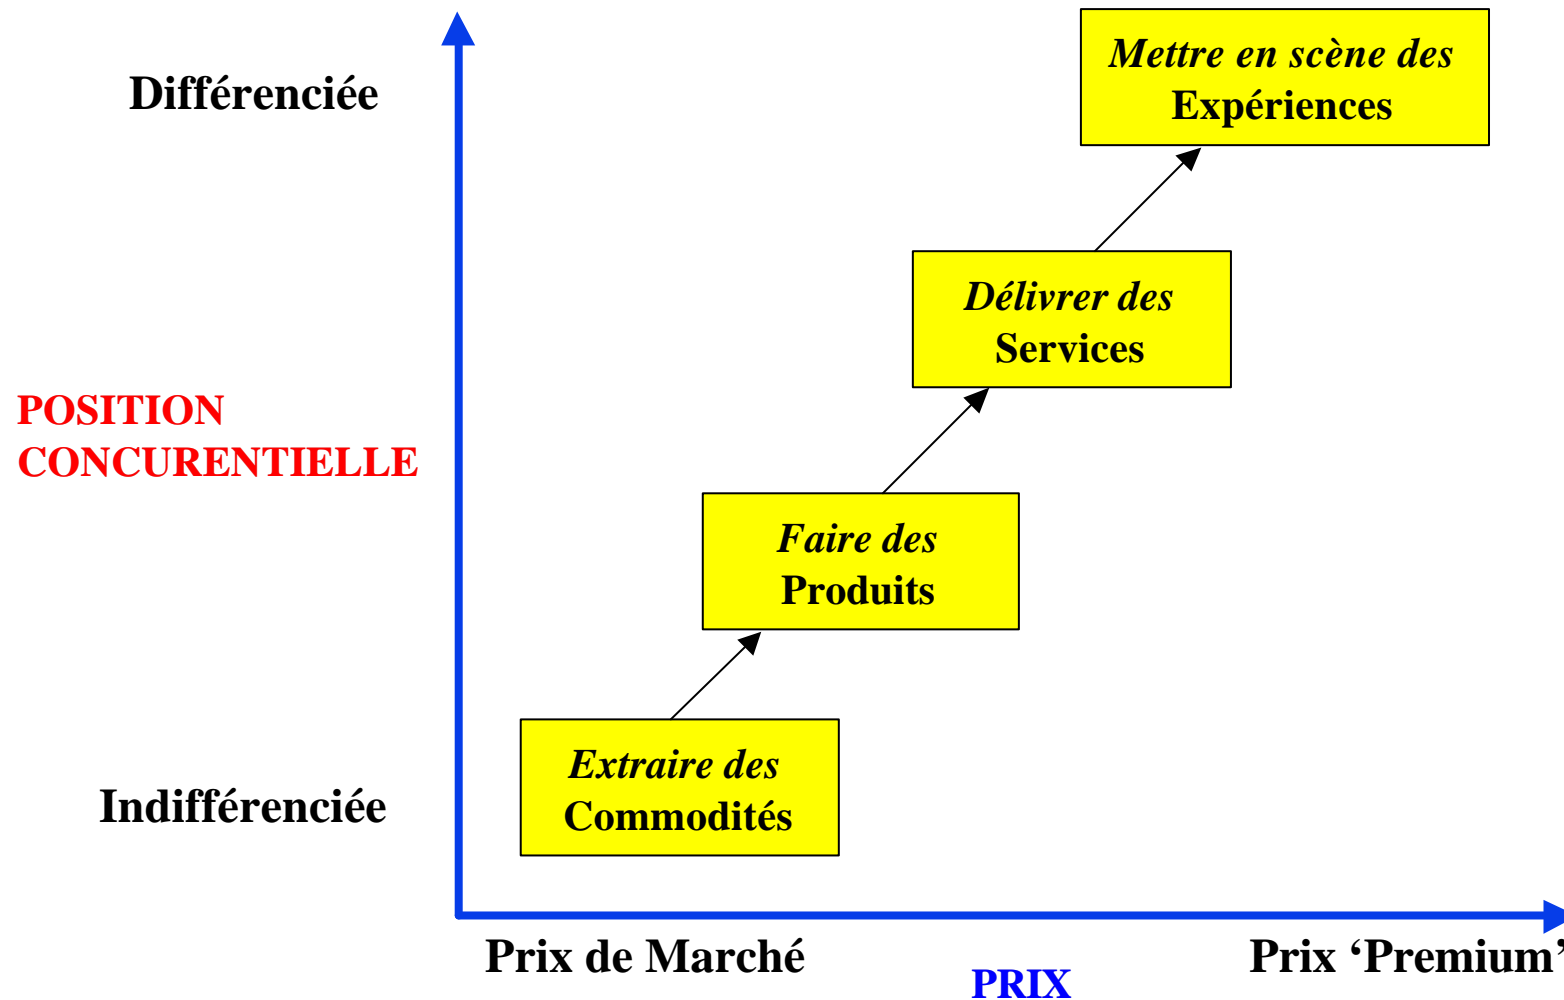 Différenciée
Mettre en scène des
Expériences
Délivrer des
Services
POSITION
CONCURENTIELLE
Faire des
Produits
Extraire des
Commodités
Indifférenciée
Prix de Marché
Prix ‘Premium’
PRIX